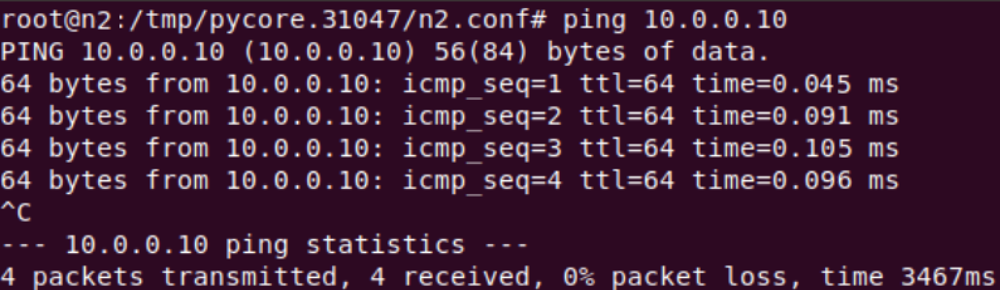 root@n2:/tmp/pycore.31047/n2.conf# ping 10.0.0.10
PING 10.0.0.10 (10.0.0.10) 56(84) bytes of data.
64 bytes from 10.0.0.10: icmp_seq=1 ttl=64 time=0.045 ms
64 bytes from 10.0.0.10: icmp_seq=2 ttl=64 time=0.091 ms
64 bytes from 10.0.0.10: icmp_seq=3 ttl=64 time=0.105 ms
64 bytes from 10.0.0.10: icmp_seq=4 ttl=64 time=0.096 ms
^C
--- 10.0.0.10 ping statistics ---
4 packets transmitted, 4 received, 0% packet loss, time 3467ms